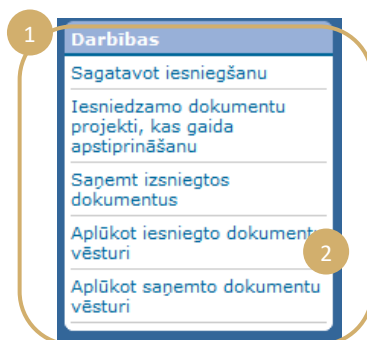 1
Darbības
Sagatavot iesniegšanu
Iesniedzamo dokumentu
projekti, kas gaida
apstiprināšanu
Saņemt izsniegtos
dokumentus
Aplūkot iesniegto dokumentu
vēsturi
2
Aplūkot saņemto dokumentu
vēsturi